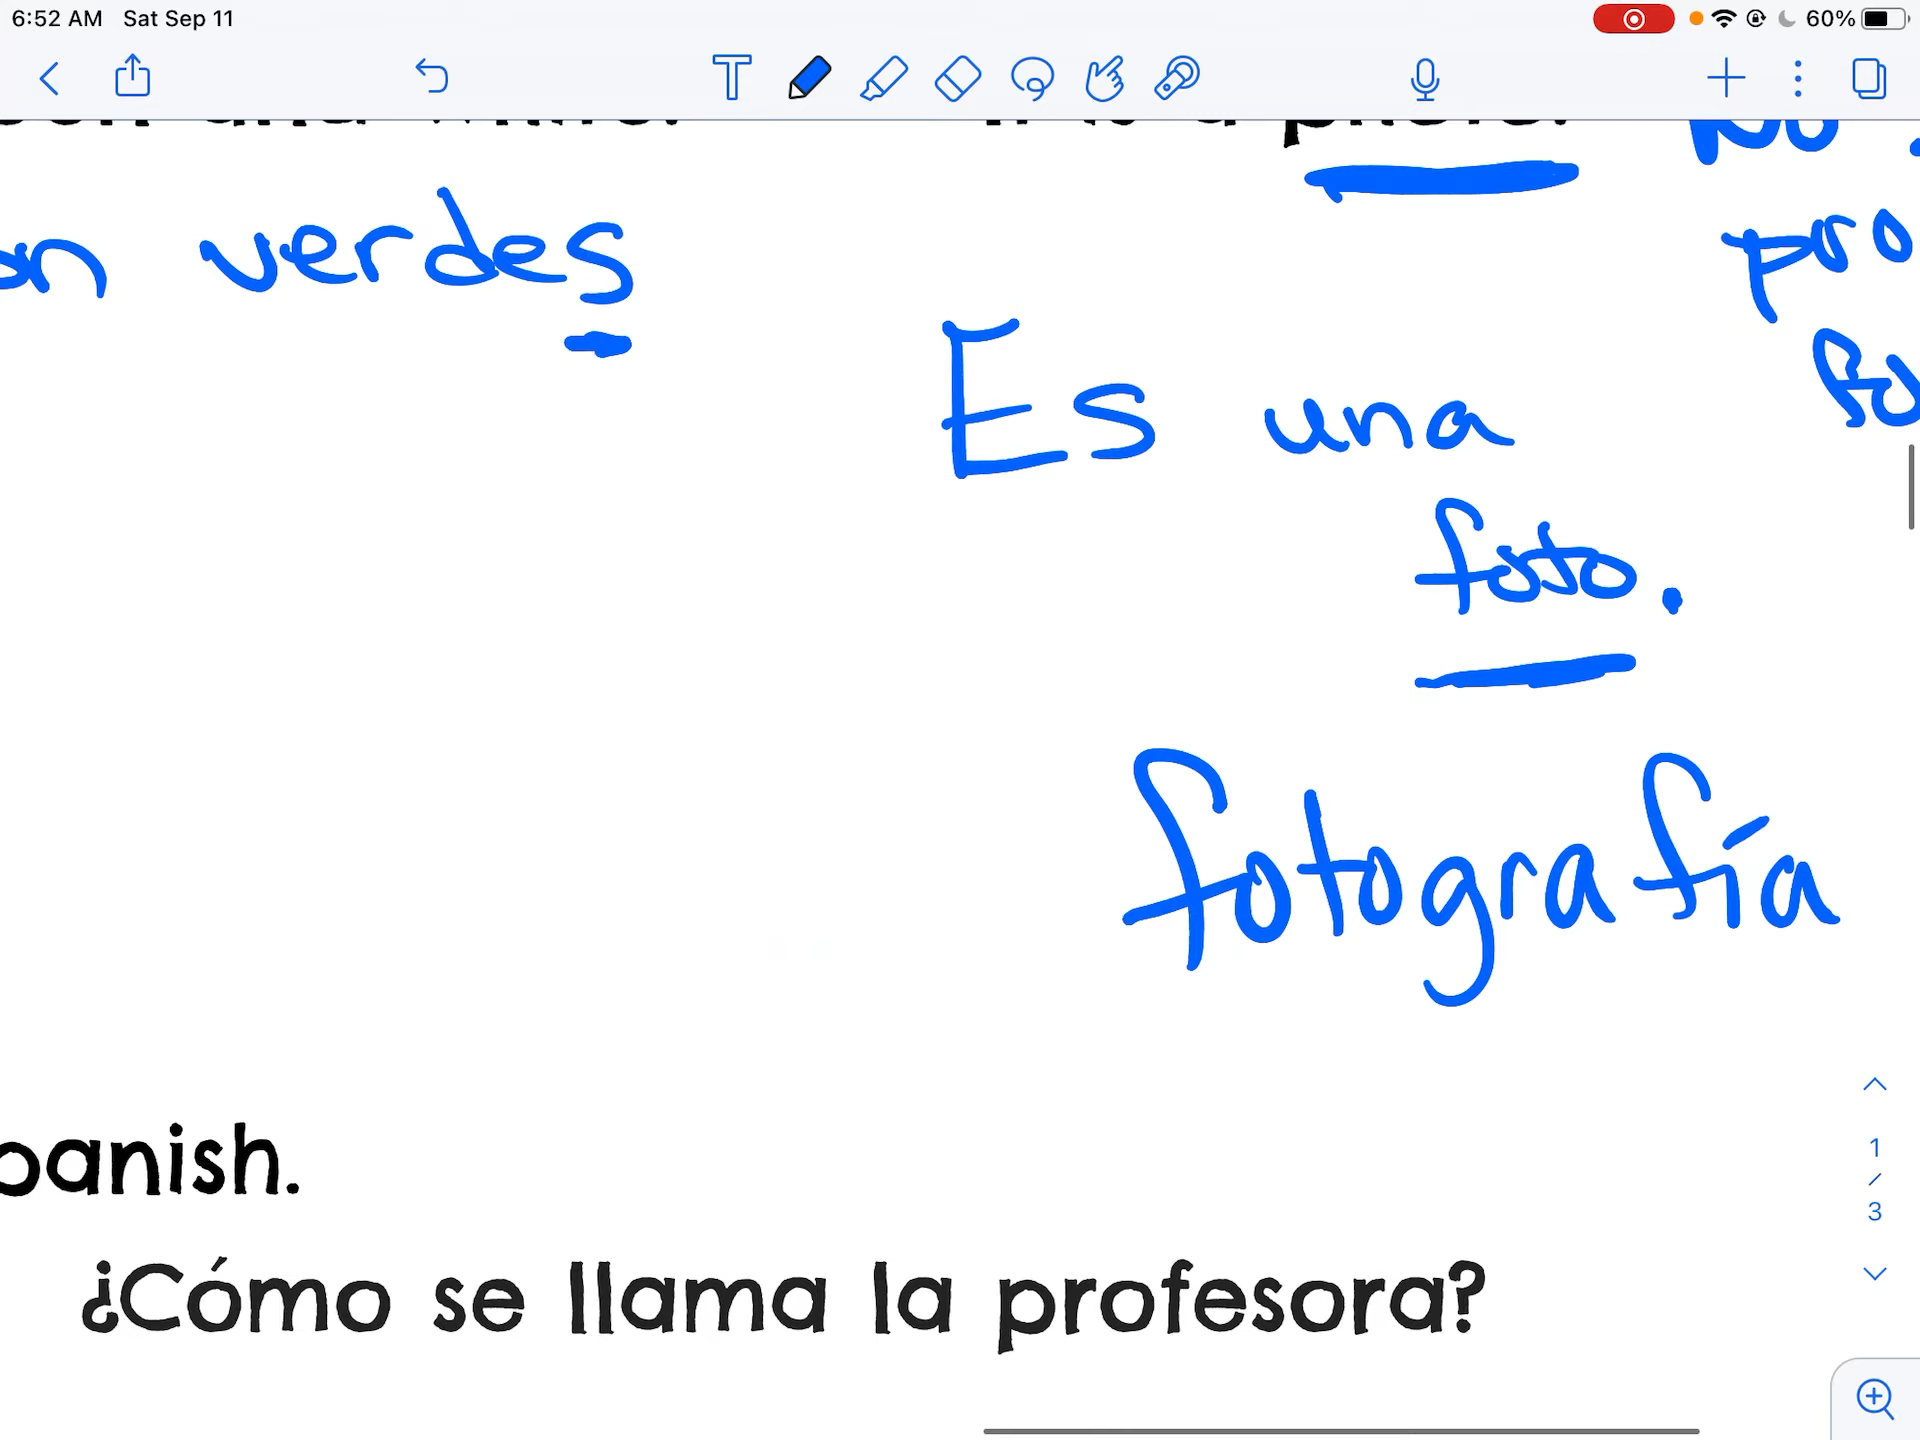 6:52 AM Sat Sep 11
60%
verdes
Es una
foto.
fotografía
1
/
3
panish.
¿Cómo se llama la profesora?